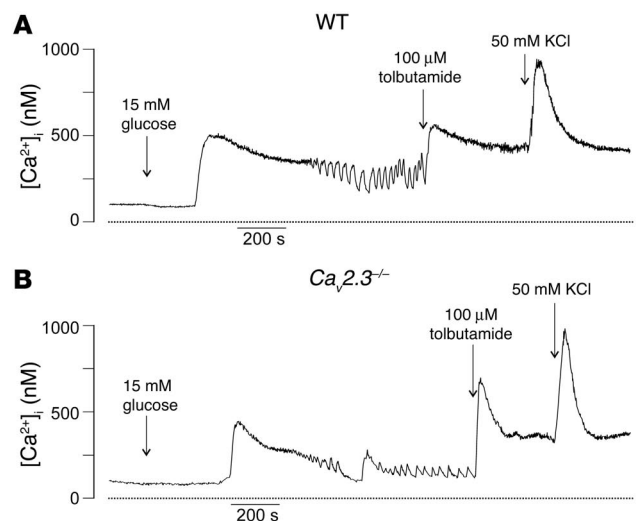 A
WT
1000
500
0
[Ca²⁺]ᵢ (nM)
15 mM
glucose
100 μM
tolbutamide
50 mM KCl
200 s
B
Caᵥ2.3⁻/⁻
1000
500
0
[Ca²⁺]ᵢ (nM)
15 mM
glucose
100 μM
tolbutamide
50 mM KCl
200 s